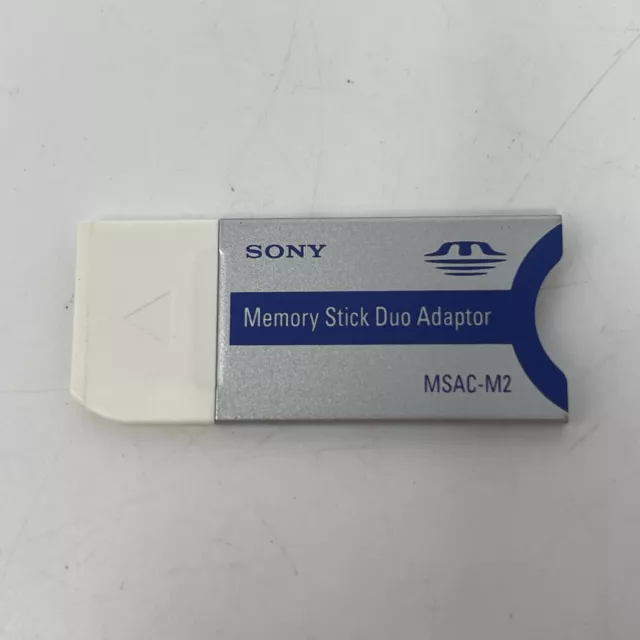 SONY
Memory Stick Duo Adaptor
MSAC-M2